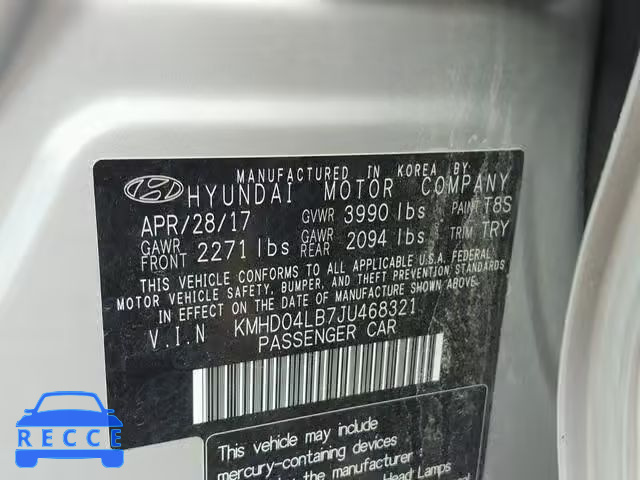 MANUFACTURED IN KOREA BY
HYUNDAI MOTOR COMPANY
APR/28/17 GVWR 3990 lbs PAINT T8S
GAWR FRONT 2271 lbs GAWR REAR 2094 lbs TRIM TRY
THIS VEHICLE CONFORMS TO ALL APPLICABLE U.S.A FEDERAL
MOTOR VEHICLE SAFETY, BUMPER, AND THEFT PREVENTION STANDARDS
IN EFFECT ON THE DATE OF MANUFACTURE SHOWN ABOVE.
V.I.N KMHD04LB7JU468321
PASSENGER CAR
This vehicle may include
mercury-containing devices
the manufacturer
Head Lamps
RECCE